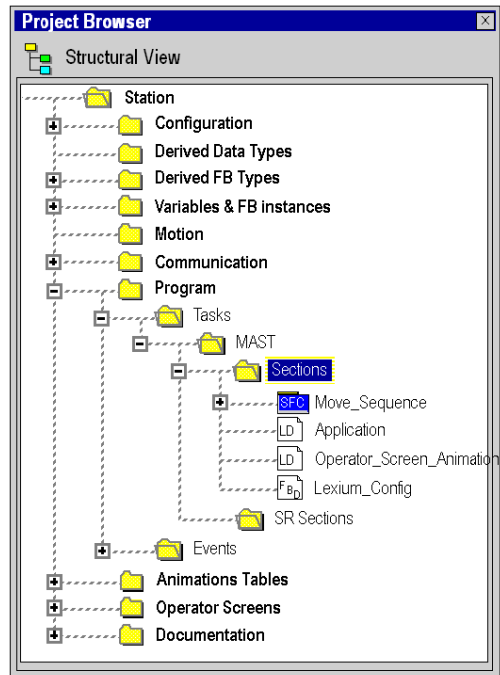 Project Browser
Structural View
Station
Configuration
Derived Data Types
Derived FB Types
Variables & FB instances
Motion
Communication
Program
Tasks
MAST
Sections
SFC Move_Sequence
LD Application
LD Operator_Screen_Animation
FBD Lexium_Config
SR Sections
Events
Animations Tables
Operator Screens
Documentation